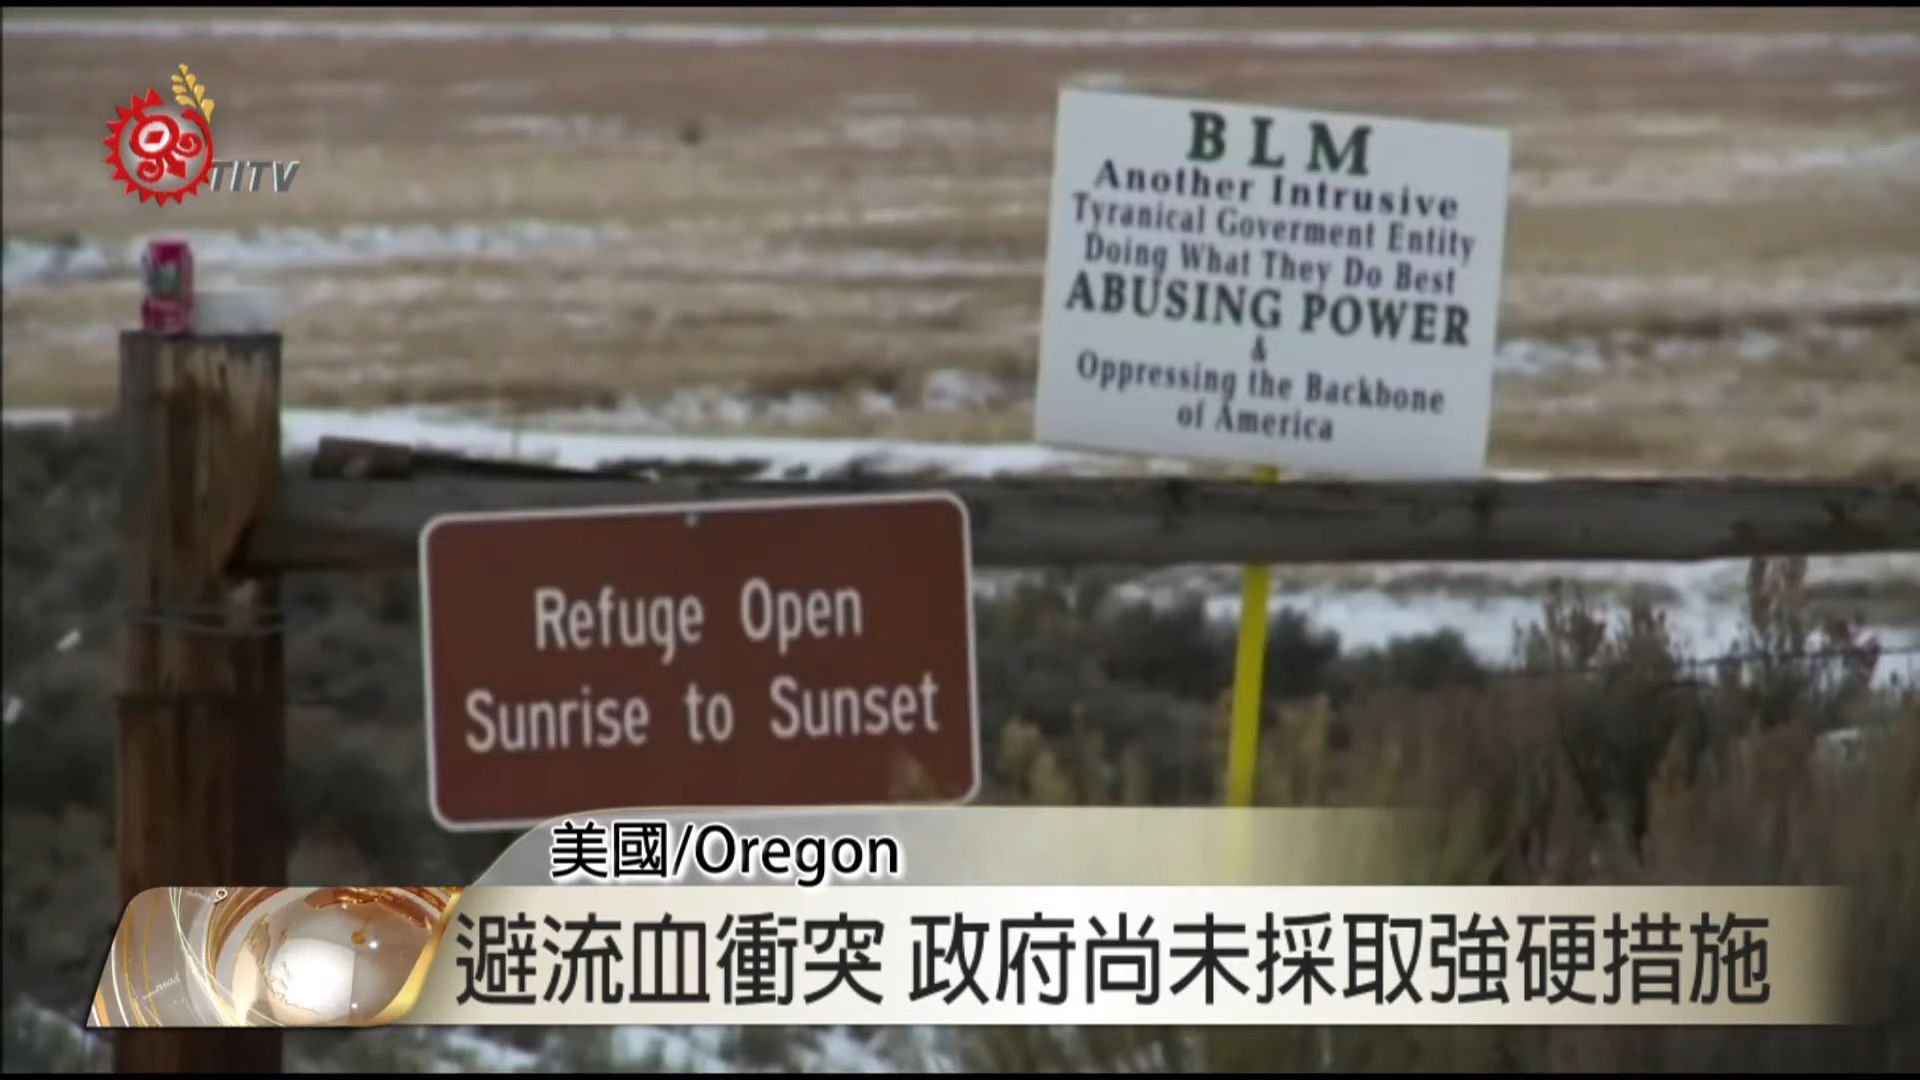 TITV
BLM
Another Intrusive
Tyranical Goverment Entity
Doing What They Do Best
ABUSING POWER
&
Oppressing the Backbone
of America
Refuge Open
Sunrise to Sunset
美國/Oregon
避流血衝突 政府尚未採取強硬措施